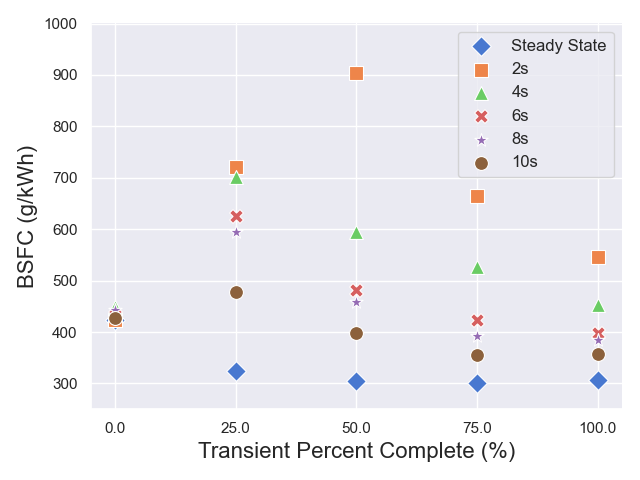 1000
900
800
700
600
500
400
300
BSFC (g/kWh)
Steady State
2s
4s
6s
8s
10s
0.0
25.0
50.0
75.0
100.0
Transient Percent Complete (%)